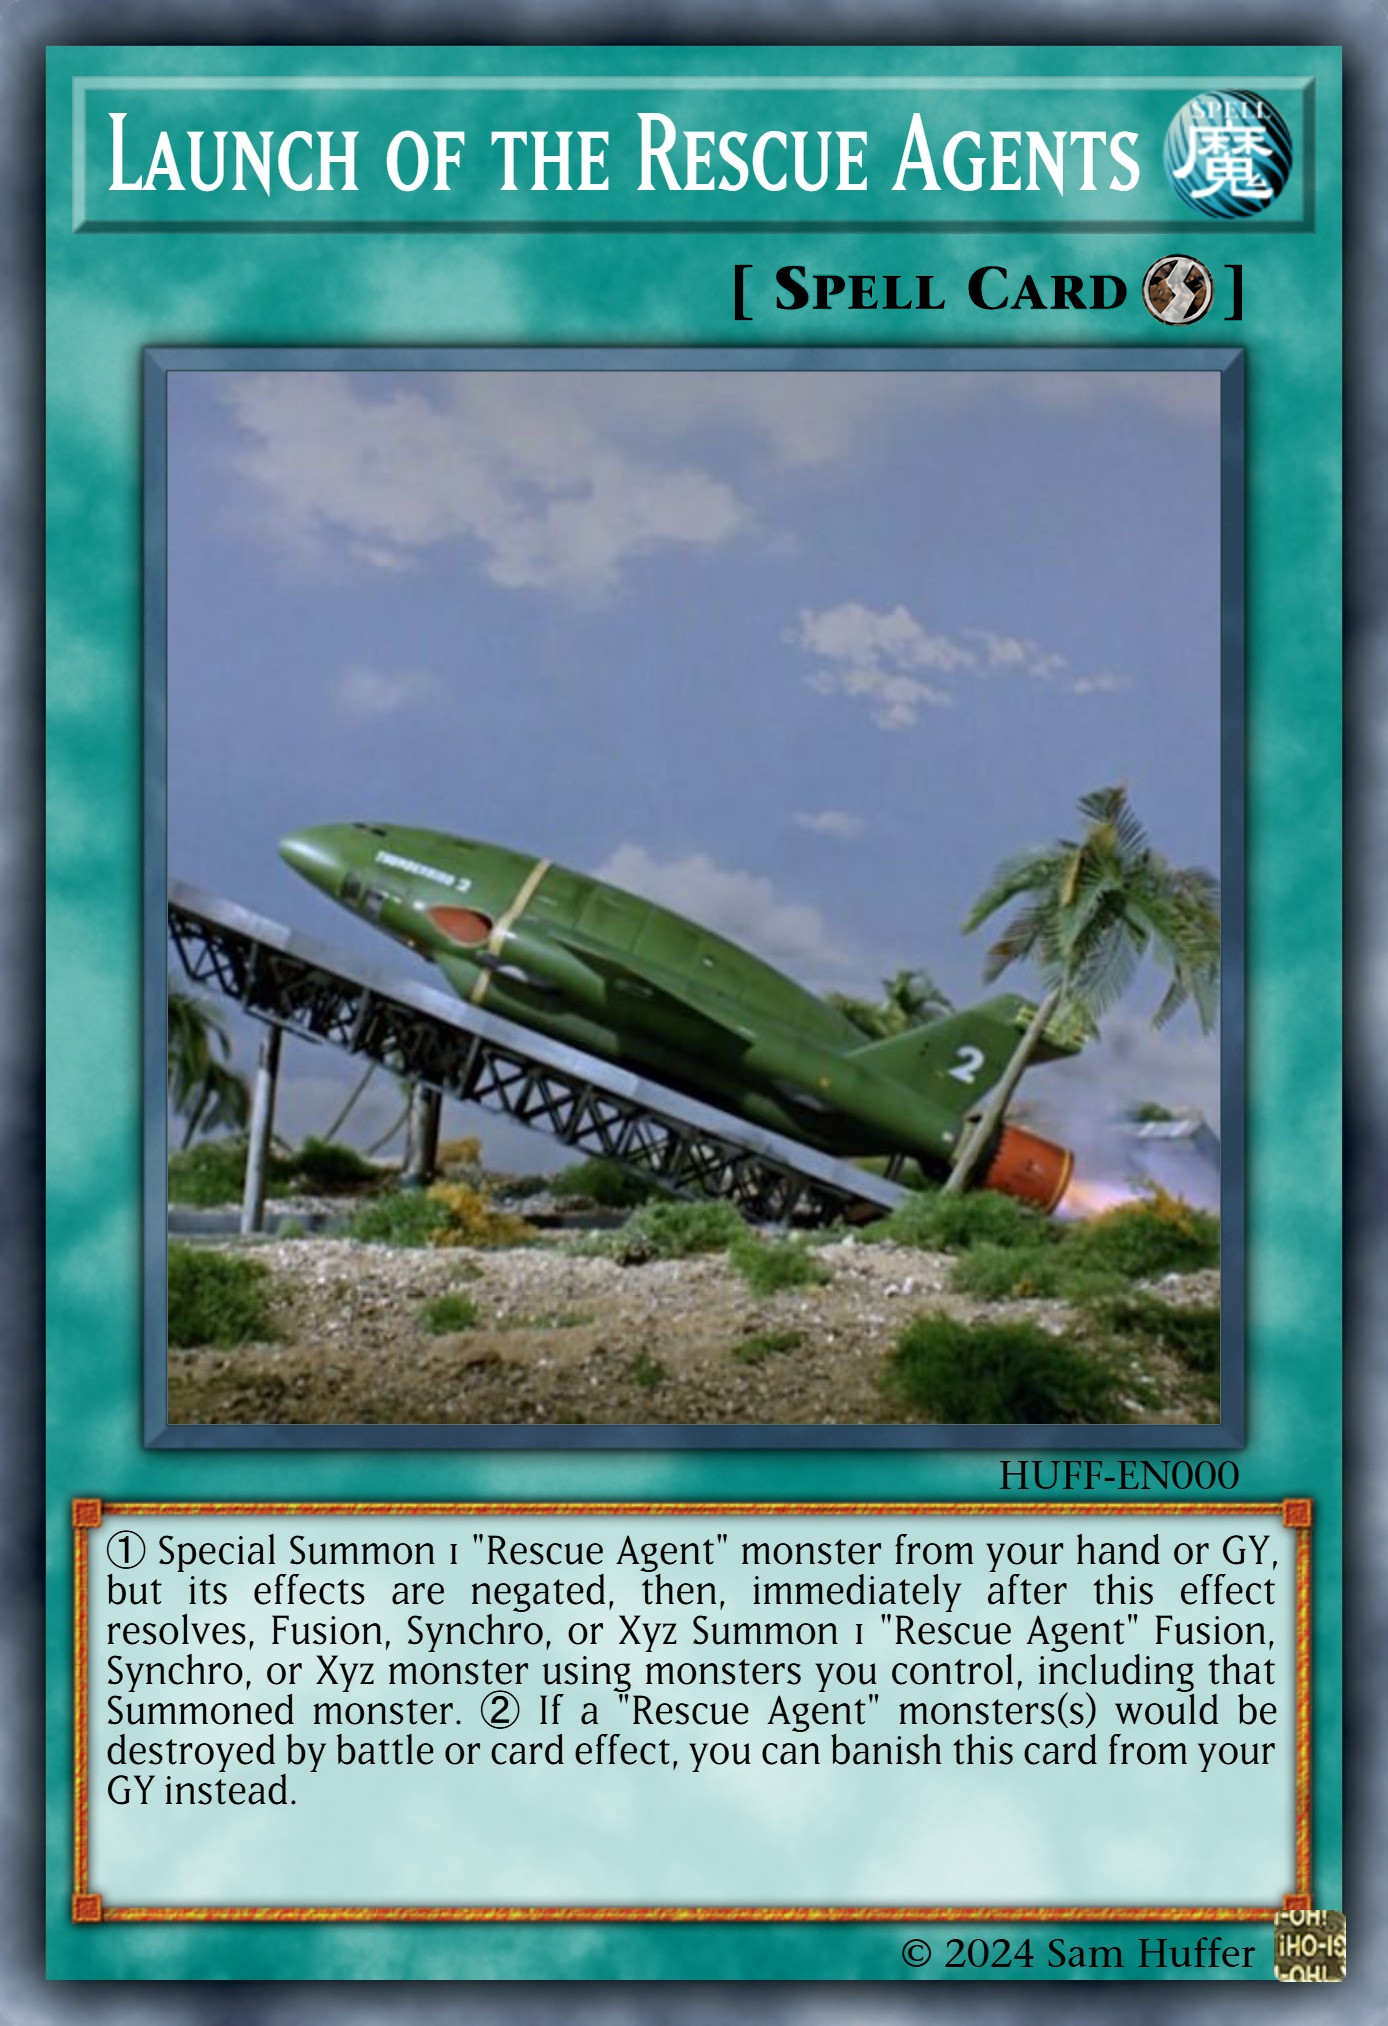 Launch of the Rescue Agents
SPELL
魔
[ Spell Card ]
THUNDERBIRD 2
2
HUFF-EN000
① Special Summon 1 "Rescue Agent" monster from your hand or GY,
but its effects are negated, then, immediately after this effect
resolves, Fusion, Synchro, or Xyz Summon 1 "Rescue Agent" Fusion,
Synchro, or Xyz monster using monsters you control, including that
Summoned monster. ② If a "Rescue Agent" monsters(s) would be
destroyed by battle or card effect, you can banish this card from your
GY instead.
© 2024 Sam Huffer